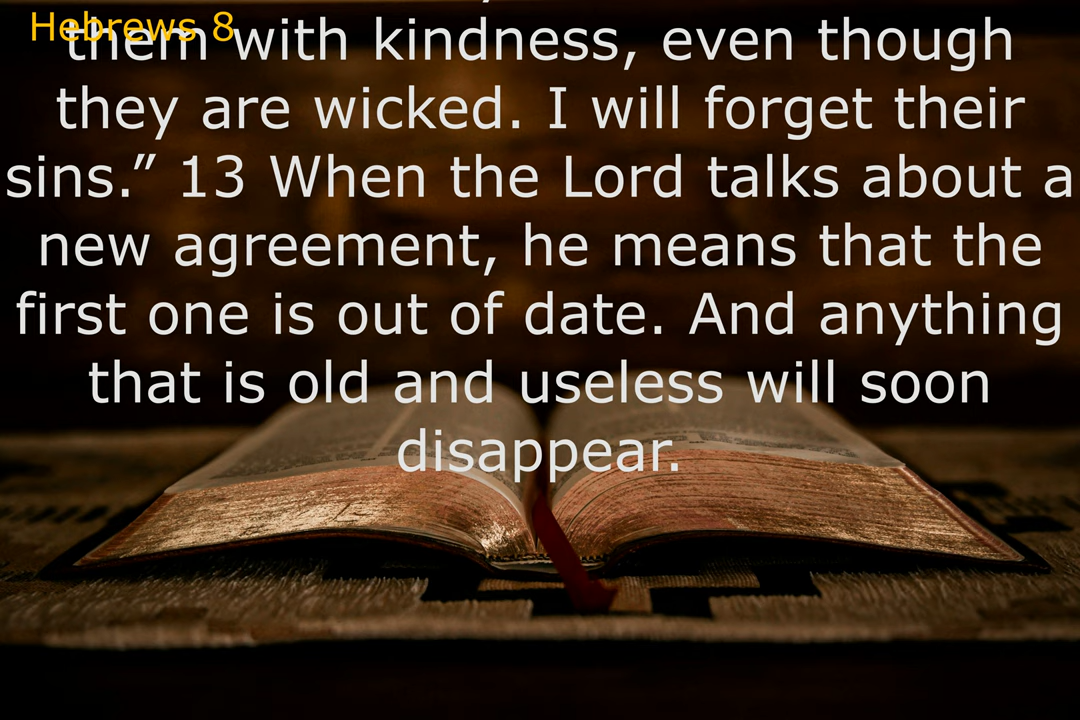 Hebrews 8
them with kindness, even though
they are wicked. I will forget their
sins.” 13 When the Lord talks about a
new agreement, he means that the
first one is out of date. And anything
that is old and useless will soon
disappear.